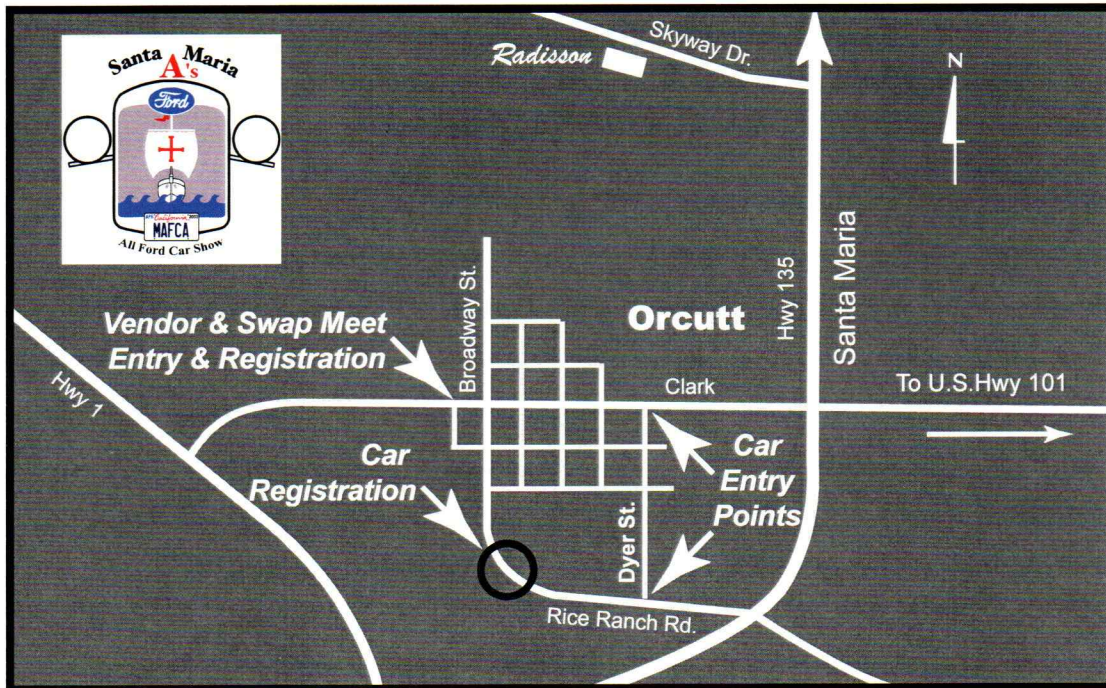 Santa Maria
A's
Ford
California
MAFCA
All Ford Car Show
Radisson
Skyway Dr.
N
Hwy 135
Santa Maria
Orcutt
Broadway St.
Vendor & Swap Meet
Entry & Registration
Hwy 1
Clark
To U.S.Hwy 101
Car
Registration
Car
Entry
Points
Dyer St.
Rice Ranch Rd.